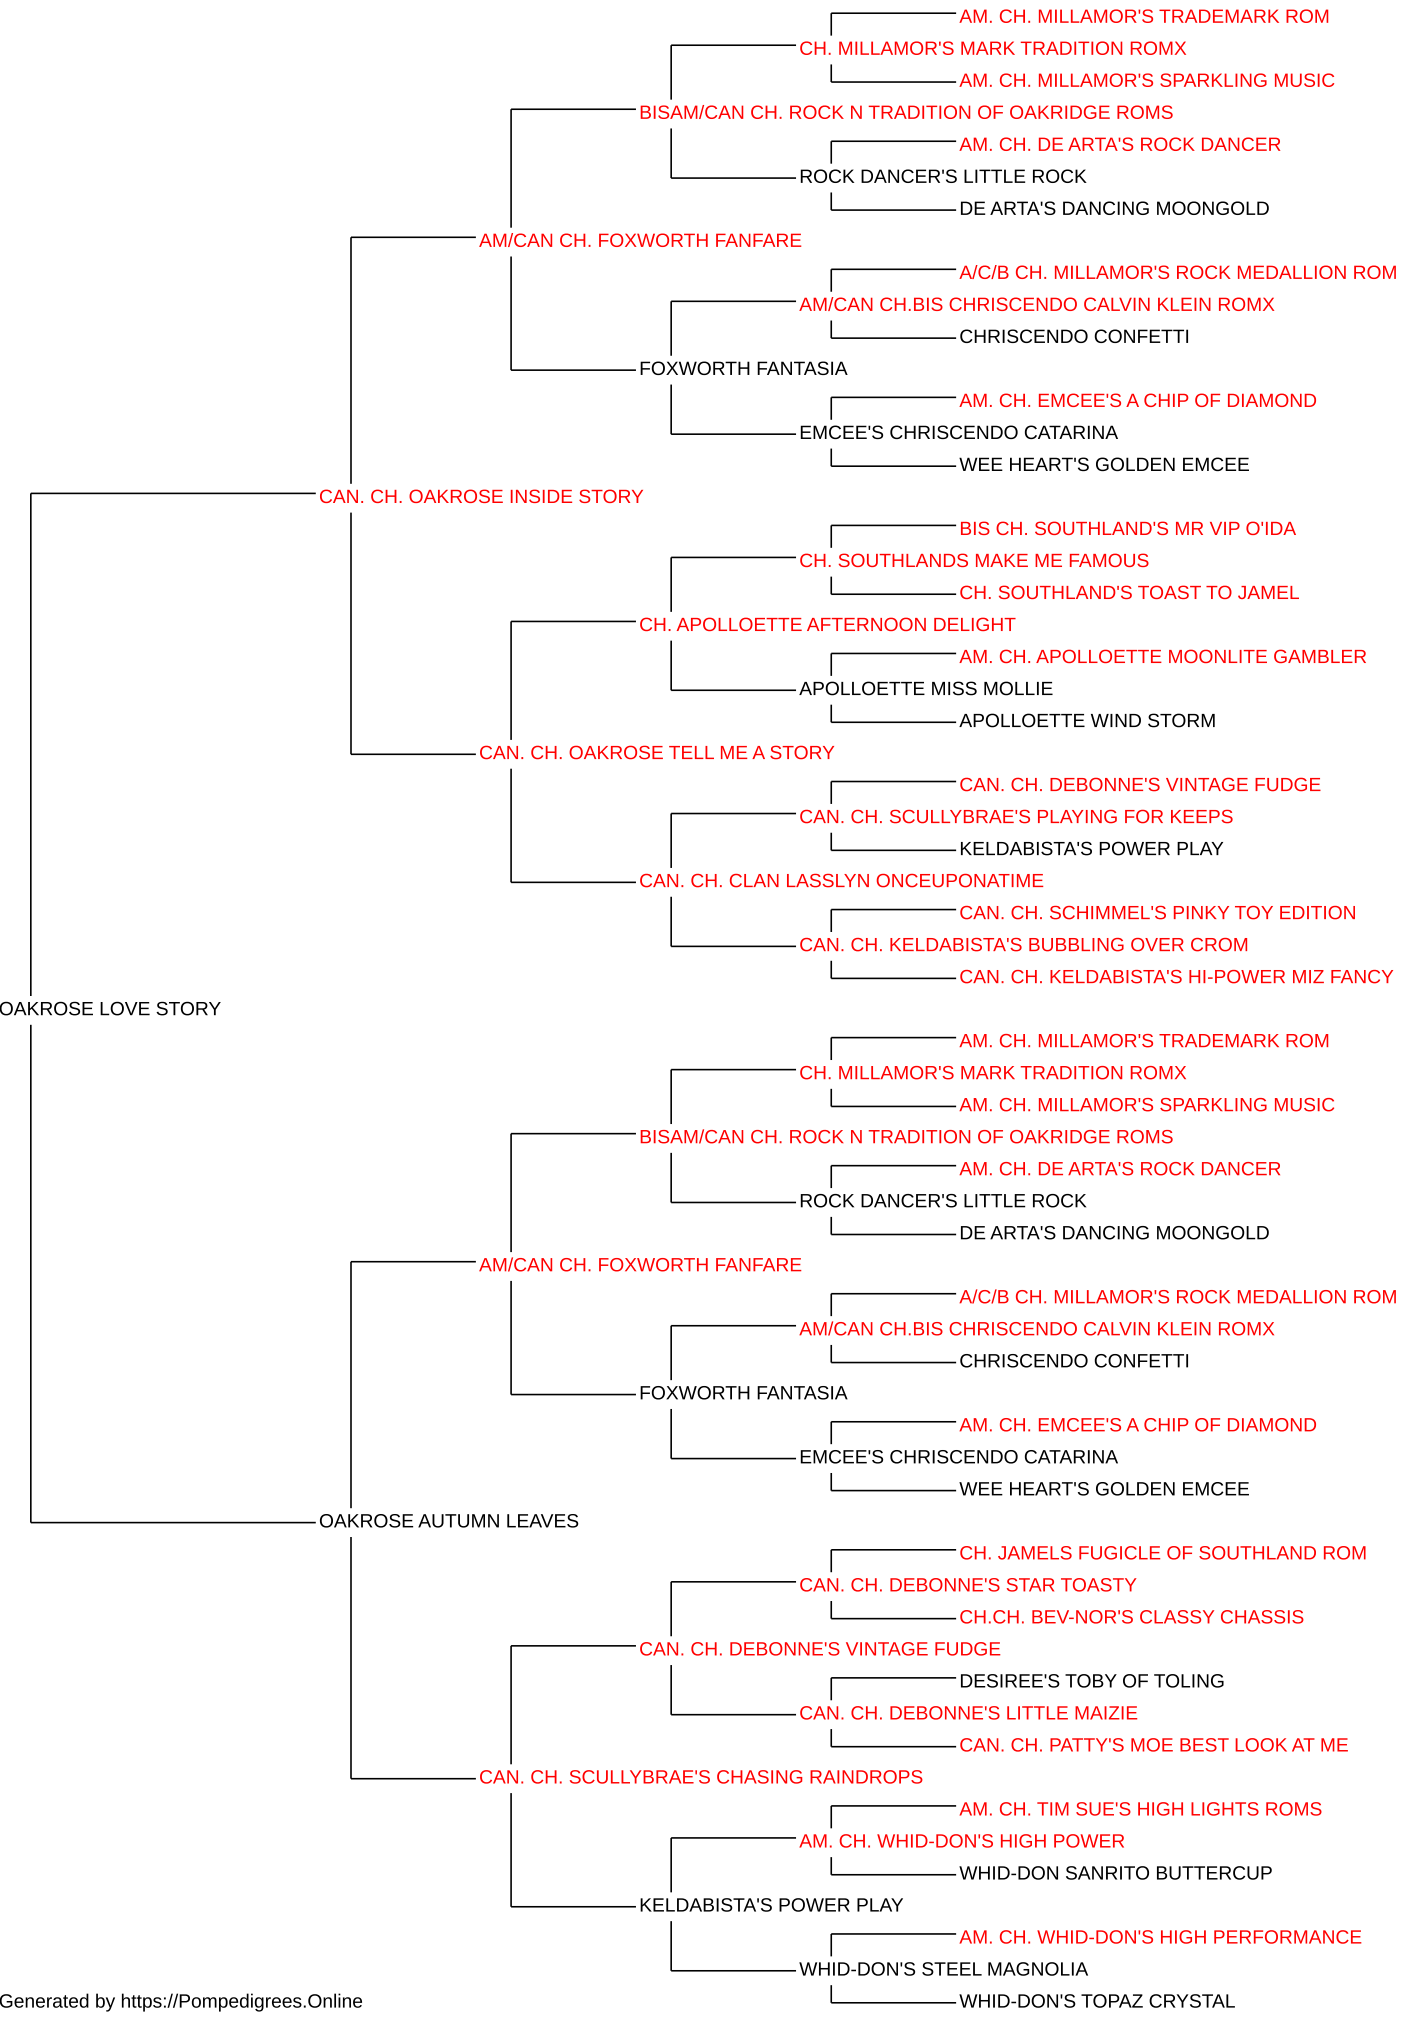 AM. CH. MILLAMOR'S TRADEMARK ROM
CH. MILLAMOR'S MARK TRADITION ROMX
AM. CH. MILLAMOR'S SPARKLING MUSIC
BISAM/CAN CH. ROCK N TRADITION OF OAKRIDGE ROMS
AM. CH. DE ARTA'S ROCK DANCER
ROCK DANCER'S LITTLE ROCK
DE ARTA'S DANCING MOONGOLD
AM/CAN CH. FOXWORTH FANFARE
A/C/B CH. MILLAMOR'S ROCK MEDALLION ROM
AM/CAN CH.BIS CHRISCENDO CALVIN KLEIN ROMX
CHRISCENDO CONFETTI
FOXWORTH FANTASIA
AM. CH. EMCEE'S A CHIP OF DIAMOND
EMCEE'S CHRISCENDO CATARINA
WEE HEART'S GOLDEN EMCEE
CAN. CH. OAKROSE INSIDE STORY
BIS CH. SOUTHLAND'S MR VIP O'IDA
CH. SOUTHLANDS MAKE ME FAMOUS
CH. SOUTHLAND'S TOAST TO JAMEL
CH. APOLLOETTE AFTERNOON DELIGHT
AM. CH. APOLLOETTE MOONLITE GAMBLER
APOLLOETTE MISS MOLLIE
APOLLOETTE WIND STORM
CAN. CH. OAKROSE TELL ME A STORY
CAN. CH. DEBONNE'S VINTAGE FUDGE
CAN. CH. SCULLYBRAE'S PLAYING FOR KEEPS
KELDABISTA'S POWER PLAY
CAN. CH. CLAN LASSLYN ONCEUPONATIME
CAN. CH. SCHIMMEL'S PINKY TOY EDITION
CAN. CH. KELDABISTA'S BUBBLING OVER CROM
CAN. CH. KELDABISTA'S HI-POWER MIZ FANCY
OAKROSE LOVE STORY
AM. CH. MILLAMOR'S TRADEMARK ROM
CH. MILLAMOR'S MARK TRADITION ROMX
AM. CH. MILLAMOR'S SPARKLING MUSIC
BISAM/CAN CH. ROCK N TRADITION OF OAKRIDGE ROMS
AM. CH. DE ARTA'S ROCK DANCER
ROCK DANCER'S LITTLE ROCK
DE ARTA'S DANCING MOONGOLD
AM/CAN CH. FOXWORTH FANFARE
A/C/B CH. MILLAMOR'S ROCK MEDALLION ROM
AM/CAN CH.BIS CHRISCENDO CALVIN KLEIN ROMX
CHRISCENDO CONFETTI
FOXWORTH FANTASIA
AM. CH. EMCEE'S A CHIP OF DIAMOND
EMCEE'S CHRISCENDO CATARINA
WEE HEART'S GOLDEN EMCEE
OAKROSE AUTUMN LEAVES
CH. JAMELS FUGICLE OF SOUTHLAND ROM
CAN. CH. DEBONNE'S STAR TOASTY
CH.CH. BEV-NOR'S CLASSY CHASSIS
CAN. CH. DEBONNE'S VINTAGE FUDGE
DESIREE'S TOBY OF TOLING
CAN. CH. DEBONNE'S LITTLE MAIZIE
CAN. CH. PATTY'S MOE BEST LOOK AT ME
CAN. CH. SCULLYBRAE'S CHASING RAINDROPS
AM. CH. TIM SUE'S HIGH LIGHTS ROMS
AM. CH. WHID-DON'S HIGH POWER
WHID-DON SANRITO BUTTERCUP
KELDABISTA'S POWER PLAY
AM. CH. WHID-DON'S HIGH PERFORMANCE
WHID-DON'S STEEL MAGNOLIA
WHID-DON'S TOPAZ CRYSTAL
Generated by https://Pompedigrees.Online